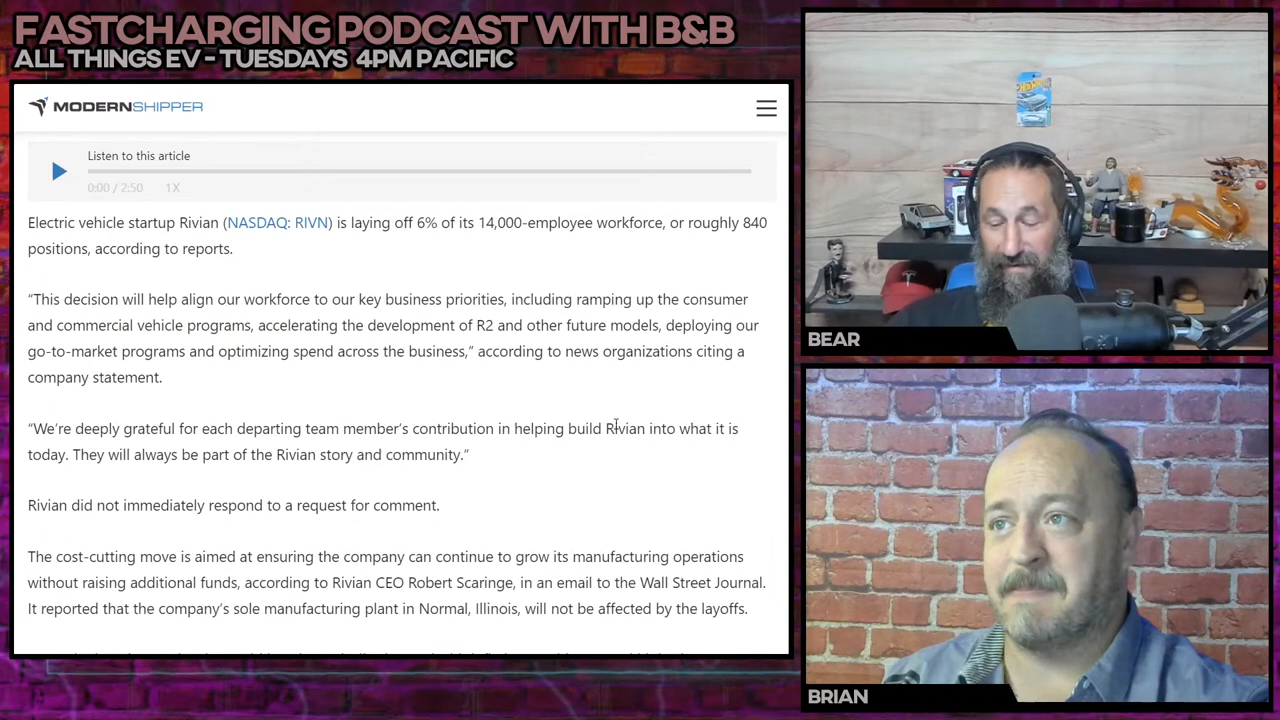 FASTCHARGING PODCAST WITH B&B
ALL THINGS EV - TUESDAYS 4PM PACIFIC
MODERNSHIPPER
Listen to this article
0:00 / 2:50 1X
Electric vehicle startup Rivian (NASDAQ: RIVN) is laying off 6% of its 14,000-employee workforce, or roughly 840
positions, according to reports.
“This decision will help align our workforce to our key business priorities, including ramping up the consumer
and commercial vehicle programs, accelerating the development of R2 and other future models, deploying our
go-to-market programs and optimizing spend across the business,” according to news organizations citing a
company statement.
“We’re deeply grateful for each departing team member’s contribution in helping build Rivian into what it is
today. They will always be part of the Rivian story and community.”
Rivian did not immediately respond to a request for comment.
The cost-cutting move is aimed at ensuring the company can continue to grow its manufacturing operations
without raising additional funds, according to Rivian CEO Robert Scaringe, in an email to the Wall Street Journal.
It reported that the company’s sole manufacturing plant in Normal, Illinois, will not be affected by the layoffs.
BEAR
BRIAN